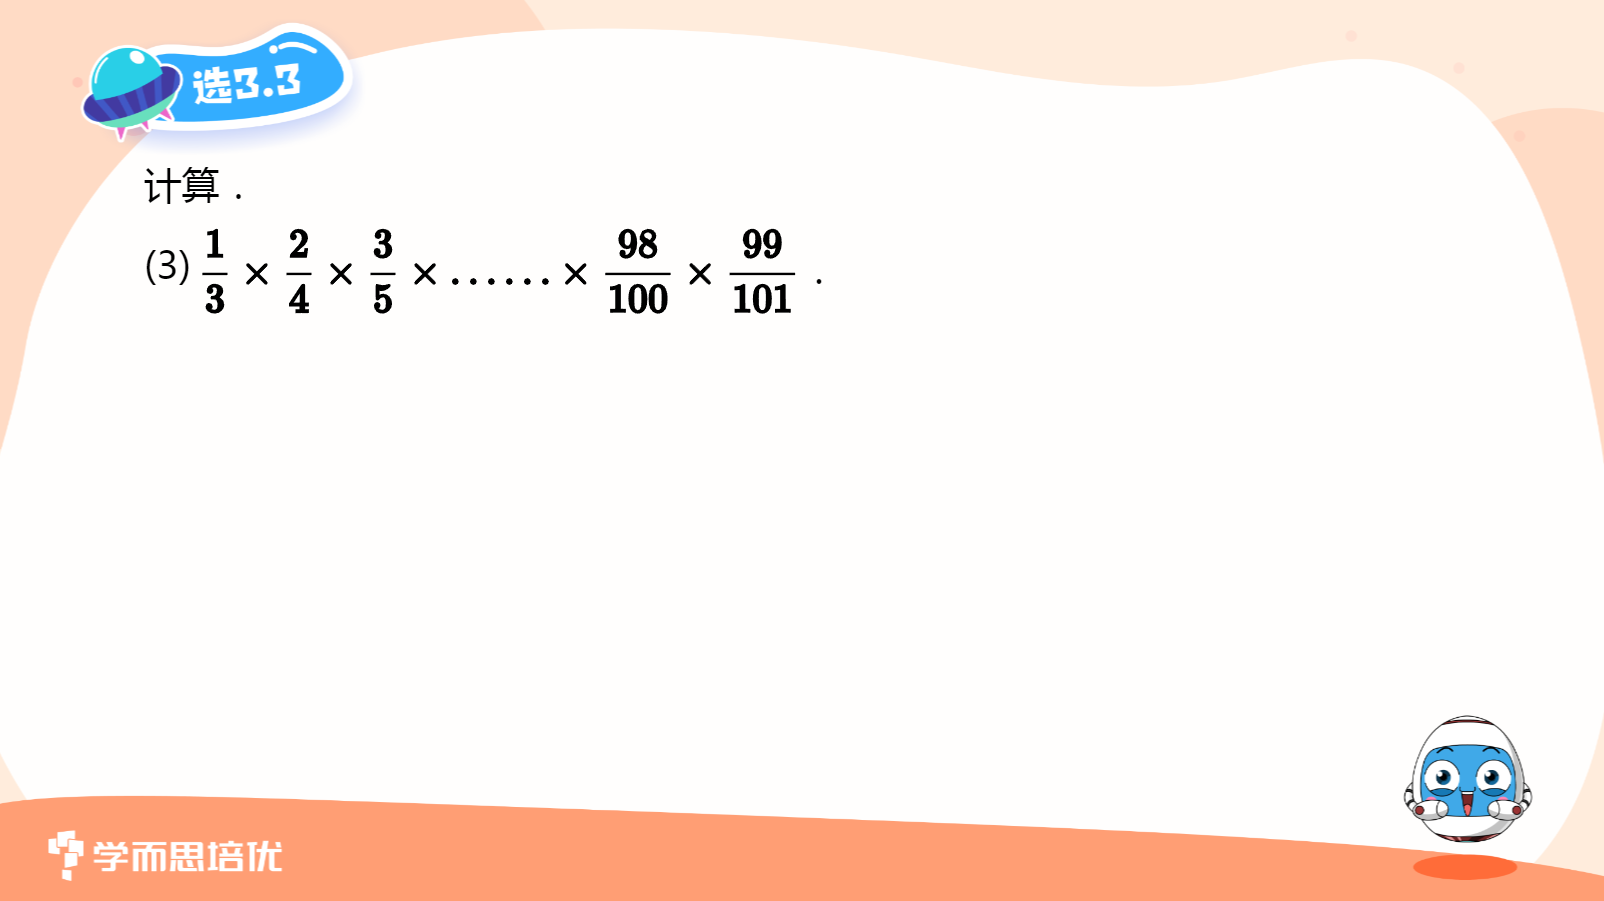 选3.3
计算．
(3) 1/3 × 2/4 × 3/5 × …… × 98/100 × 99/101．
学而思培优